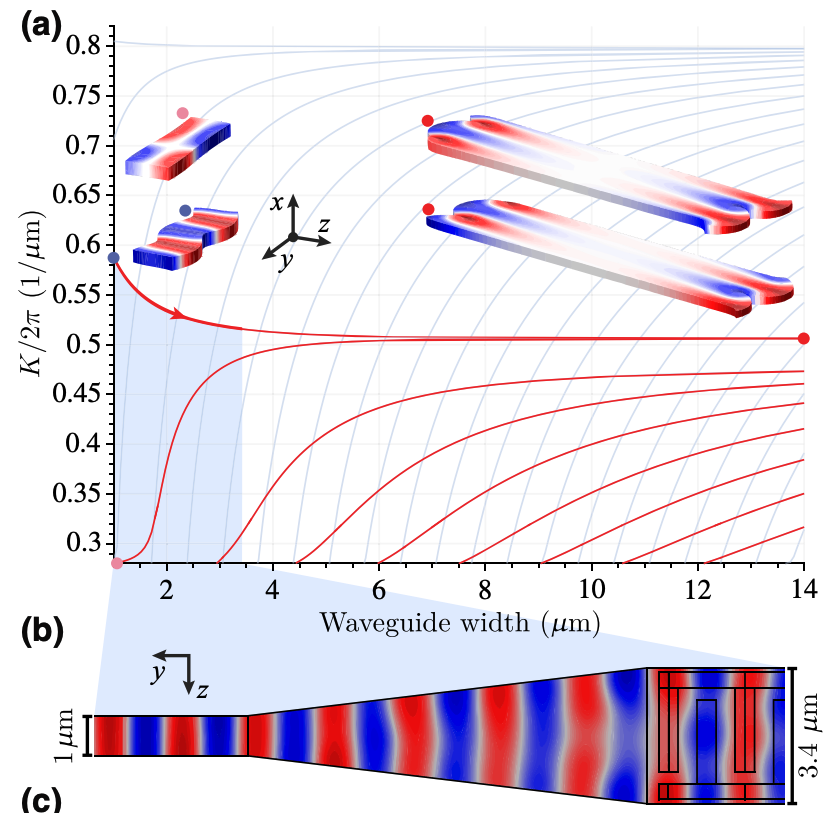 (a)
0.8
0.75
0.7
0.65
0.6
0.55
0.5
0.45
0.4
0.35
0.3
K/2π (1/μm)
x
z
y
2 4 6 8 10 12 14
Waveguide width (μm)
(b)
y
z
1 μm
3.4 μm
(c)